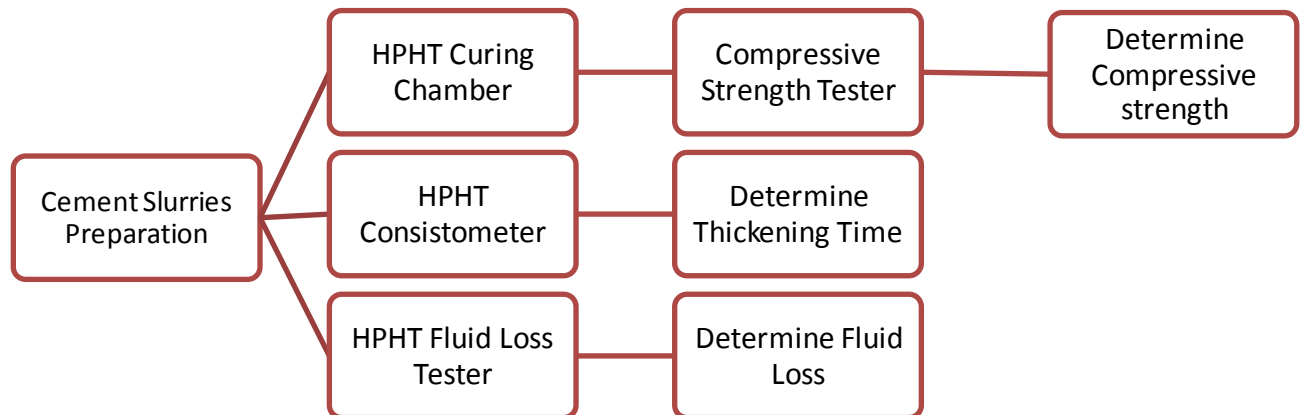 Cement Slurries
Preparation
HPHT Curing
Chamber
Compressive
Strength Tester
Determine
Compressive
strength
HPHT
Consistometer
Determine
Thickening Time
HPHT Fluid Loss
Tester
Determine Fluid
Loss